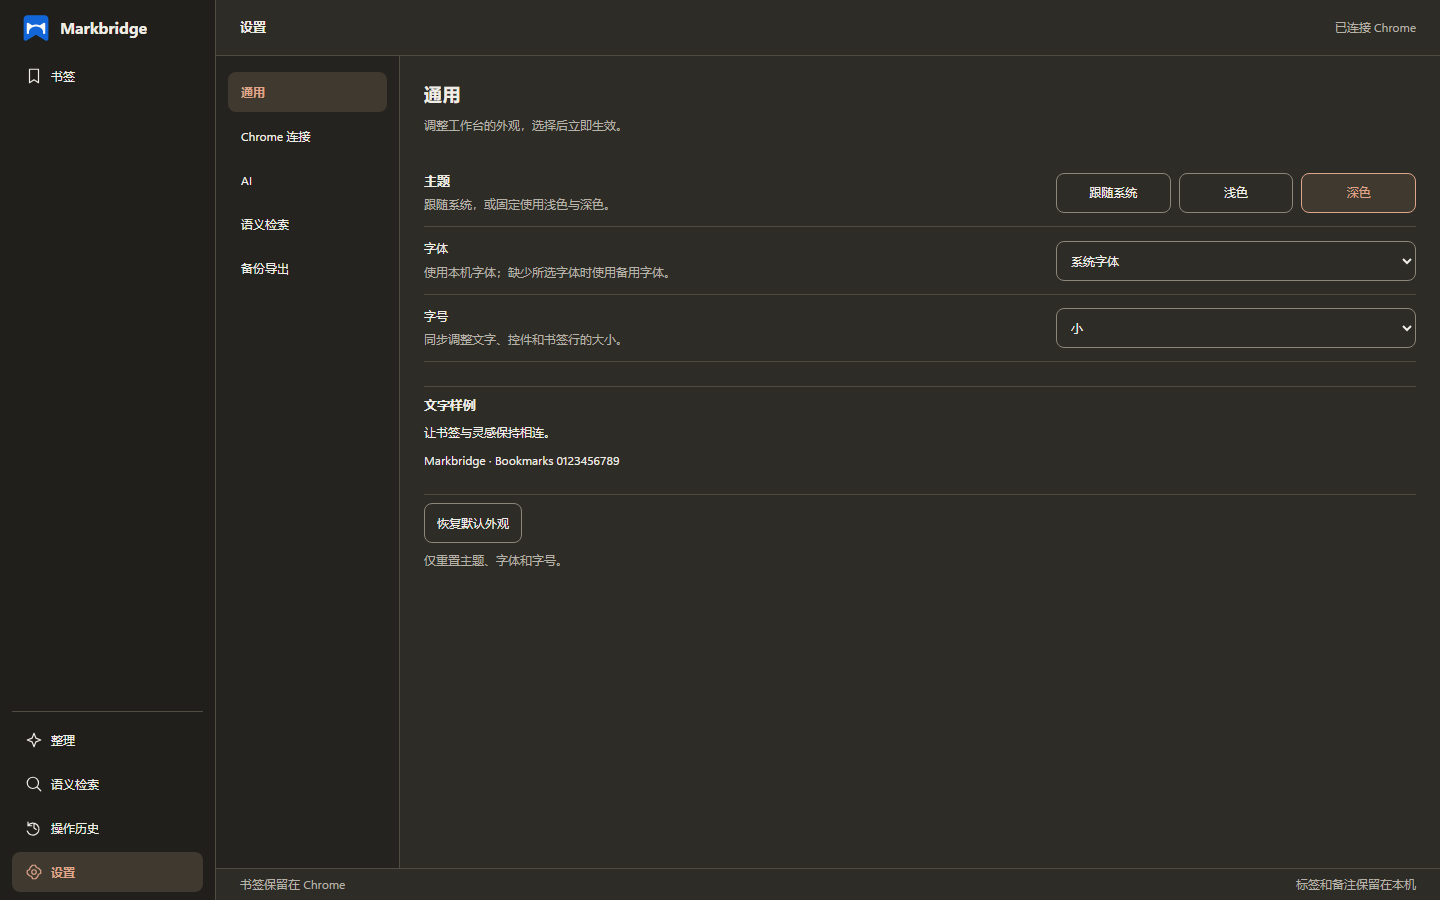 Markbridge
书签
整理
语义检索
操作历史
设置
设置
已连接 Chrome
通用
Chrome 连接
AI
语义检索
备份导出
通用
调整工作台的外观，选择后立即生效。
主题
跟随系统，或固定使用浅色与深色。
跟随系统
浅色
深色
字体
使用本机字体；缺少所选字体时使用备用字体。
系统字体
字号
同步调整文字、控件和书签行的大小。
小
文字样例
让书签与灵感保持相连。
Markbridge · Bookmarks 0123456789
恢复默认外观
仅重置主题、字体和字号。
书签保留在 Chrome
标签和备注保留在本机